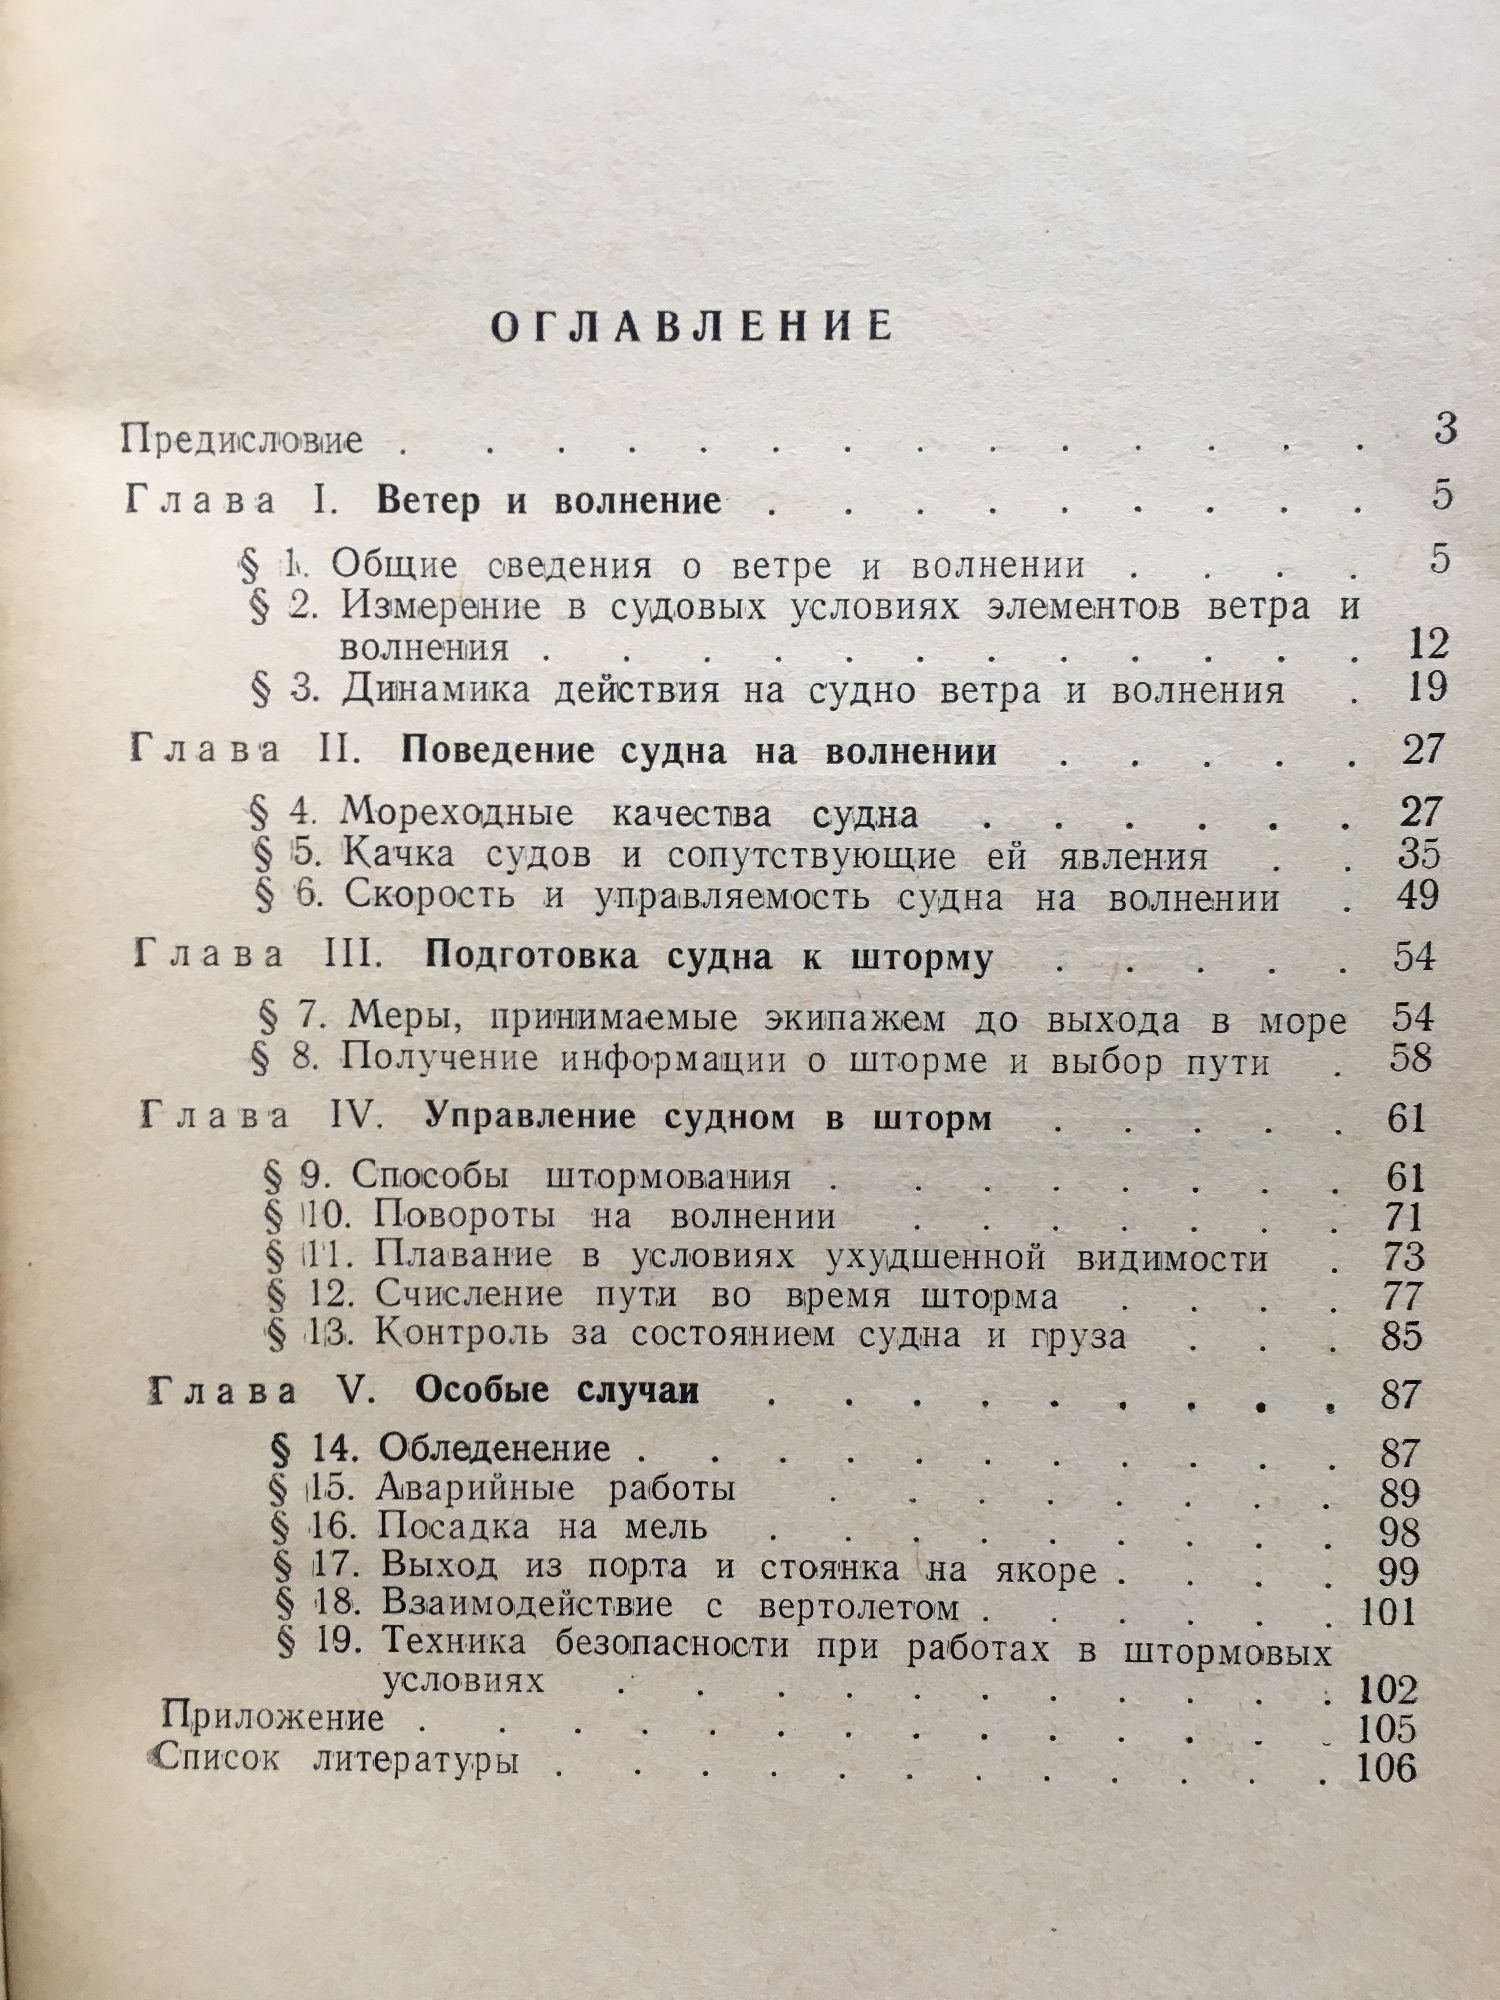 ОГЛАВЛЕНИЕ
Предисловие . . . . . . . . . . . . . . 3
Глава I. Ветер и волнение . . . . . . . . . 5
§ 1. Общие сведения о ветре и волнении . . . . 5
§ 2. Измерение в судовых условиях элементов ветра и
волнения . . . . . . . . . . . . 12
§ 3. Динамика действия на судно ветра и волнения . 19
Глава II. Поведение судна на волнении . . . . . 27
§ 4. Мореходные качества судна . . . . . . 27
§ 5. Качка судов и сопутствующие ей явления . . 35
§ 6. Скорость и управляемость судна на волнении . 49
Глава III. Подготовка судна к шторму . . . . . 54
§ 7. Меры, принимаемые экипажем до выхода в море 54
§ 8. Получение информации о шторме и выбор пути . 58
Глава IV. Управление судном в шторм . . . . . 61
§ 9. Способы штормования . . . . . . . . 61
§ 10. Повороты на волнении . . . . . . . 71
§ 11. Плавание в условиях ухудшенной видимости . 73
§ 12. Счисление пути во время шторма . . . . 77
§ 13. Контроль за состоянием судна и груза . . . 85
Глава V. Особые случаи . . . . . . . . . 87
§ 14. Обледенение . . . . . . . . . . . 87
§ 15. Аварийные работы . . . . . . . . 89
§ 16. Посадка на мель . . . . . . . . . 98
§ 17. Выход из порта и стоянка на якоре . . . . 99
§ 18. Взаимодействие с вертолетом . . . . . . 101
§ 19. Техника безопасности при работах в штормовых
условиях . . . . . . . . . . . 102
Приложение . . . . . . . . . . . . . . 105
Список литературы . . . . . . . . . . . . 106